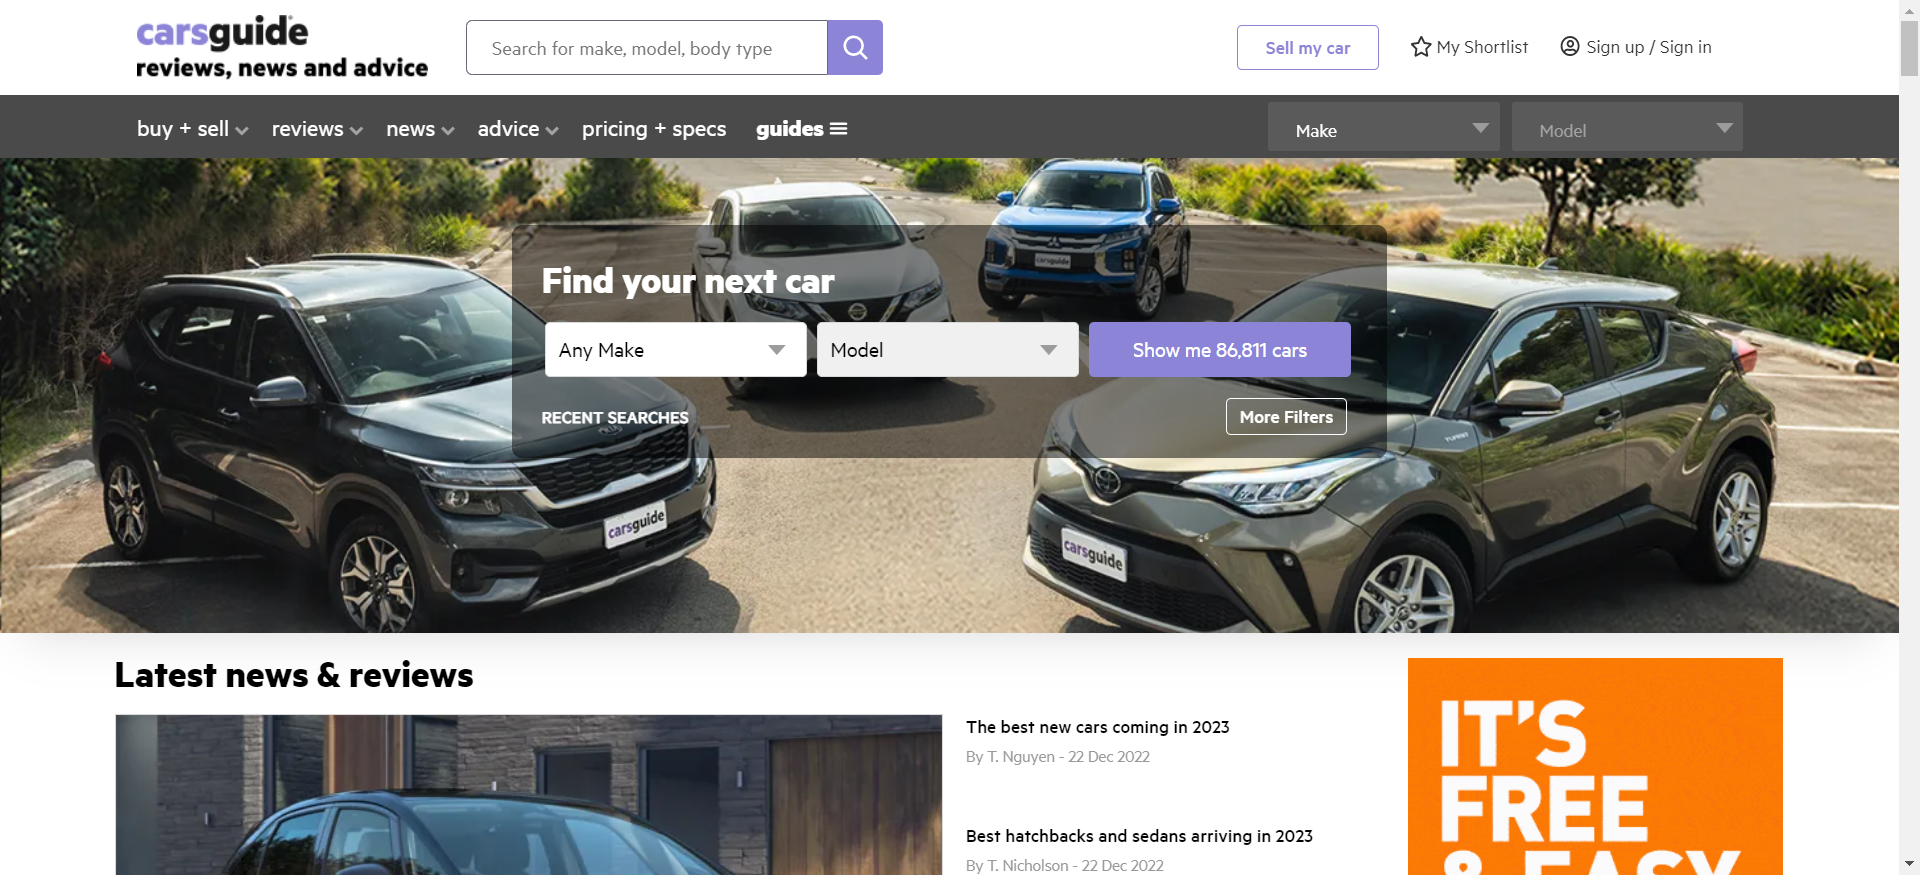 carsguide
reviews, news and advice
Search for make, model, body type
Sell my car
My Shortlist
Sign up / Sign in
buy + sell
reviews
news
advice
pricing + specs
guides
Make
Model
Find your next car
Any Make
Model
Show me 86,811 cars
RECENT SEARCHES
More Filters
carsguide
carsguide
carsguide
Latest news & reviews
The best new cars coming in 2023
By T. Nguyen - 22 Dec 2022
Best hatchbacks and sedans arriving in 2023
By T. Nicholson - 22 Dec 2022
IT'S
FREE
& EASY